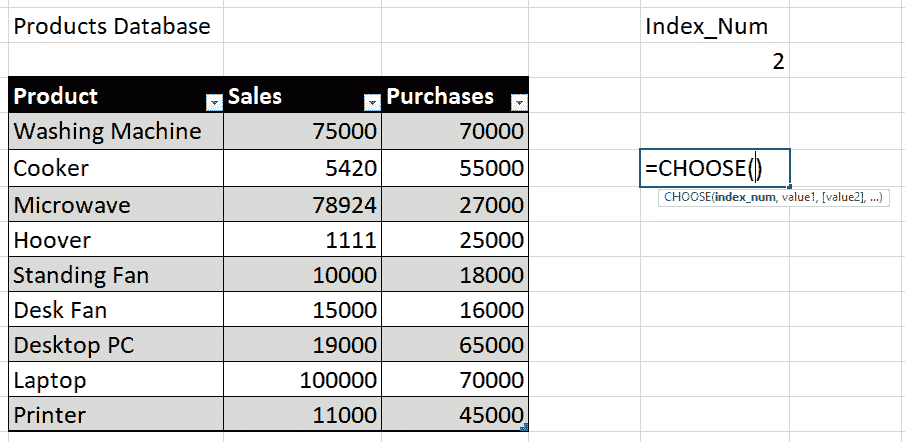 Products Database Index_Num
2
Product Sales Purchases
Washing Machine 75000 70000
Cooker 5420 55000 =CHOOSE()
CHOOSE(index_num, value1, [value2], ...)
Microwave 78924 27000
Hoover 1111 25000
Standing Fan 10000 18000
Desk Fan 15000 16000
Desktop PC 19000 65000
Laptop 100000 70000
Printer 11000 45000